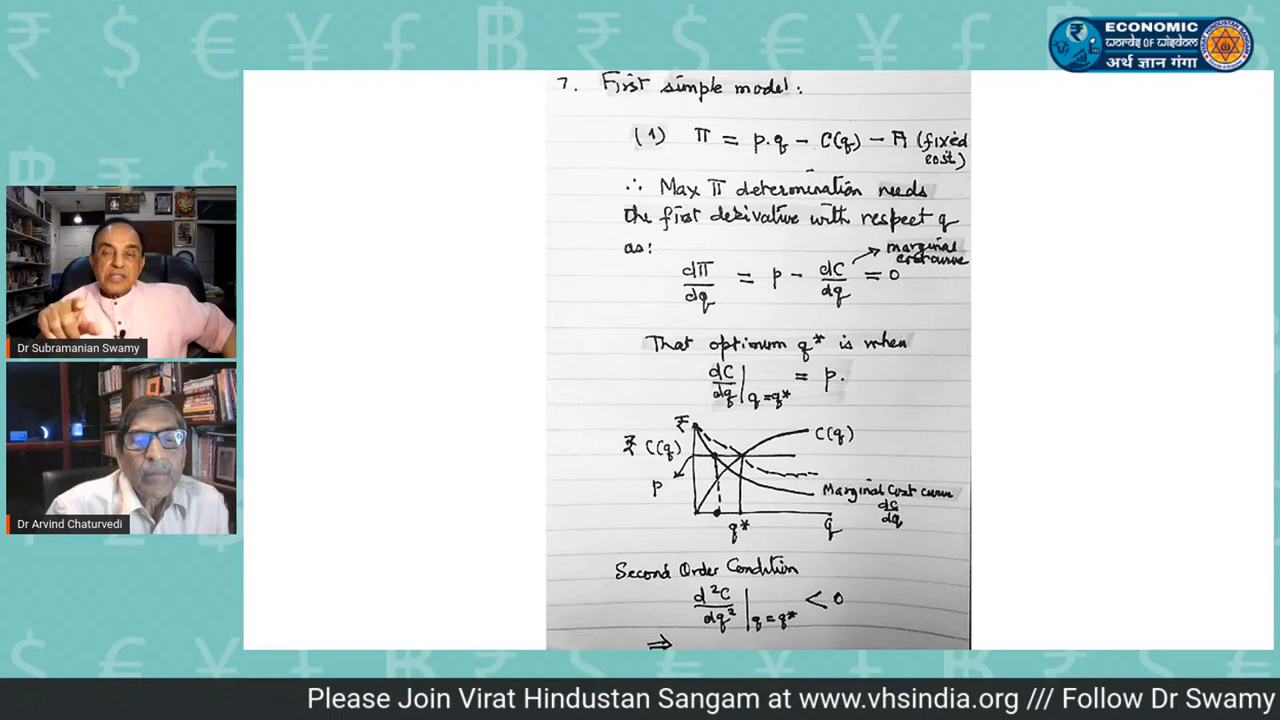 ECONOMIC
WORDS OF WISDOM
अर्थ ज्ञान गंगा
7. First simple model:
(1) Π = p.q - C(q) - A (fixed
cost)
∴ Max Π determination needs
the first derivative with respect q
as:
marginal
cost curve
dΠ/dq = p - dC/dq = 0
That optimum q* is when
dC/dq | q=q* = p.
₹
₹ C(q)
C(q)
p
Marginal Cost curve
dC/dq
q*
q
Second Order Condition
d²C/dq² | q=q* < 0
⇒
Dr Subramanian Swamy
Dr Arvind Chaturvedi
Please Join Virat Hindustan Sangam at www.vhsindia.org /// Follow Dr Swamy